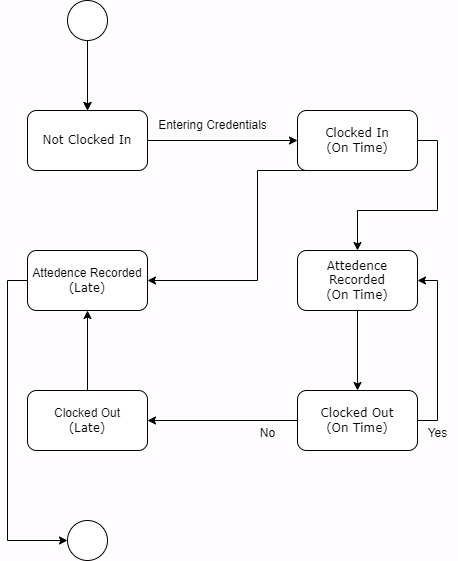 Not Clocked In
Entering Credentials
Clocked In
(On Time)
Attedence Recorded
(Late)
Attedence
Recorded
(On Time)
Clocked Out
(Late)
No
Clocked Out
(On Time)
Yes